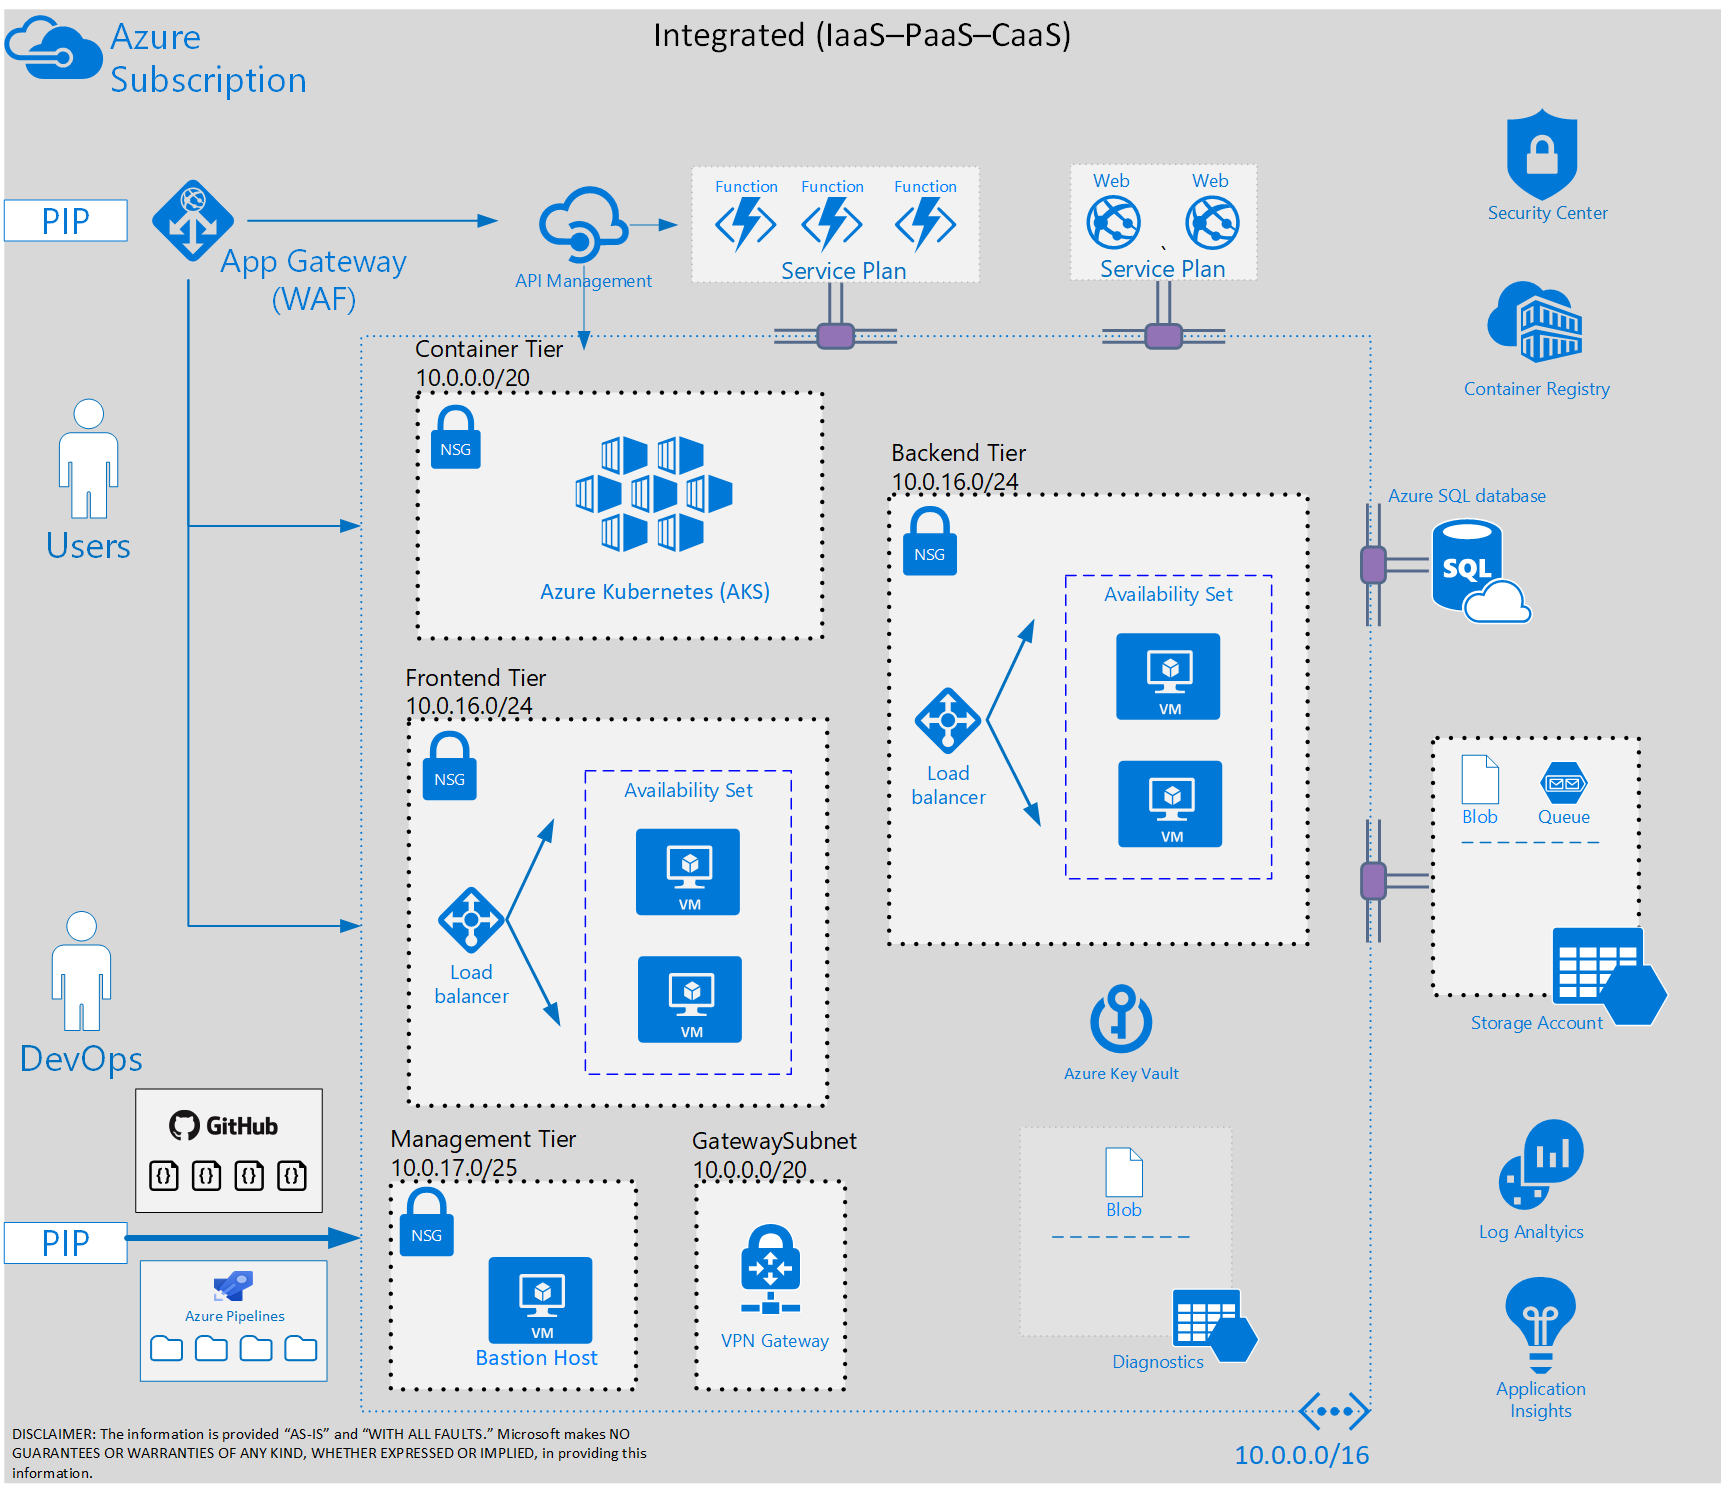 Integrated (IaaS–PaaS–CaaS)
Azure
Subscription
PIP
App Gateway
(WAF)
API Management
Function
Function
Function
Service Plan
Web
Web
`
Service Plan
Security Center
Container Registry
Users
Container Tier
10.0.0.0/20
NSG
Azure Kubernetes (AKS)
Backend Tier
10.0.16.0/24
NSG
Availability Set
VM
VM
Load
balancer
Azure SQL database
SQL
Frontend Tier
10.0.16.0/24
NSG
Availability Set
VM
VM
Load
balancer
Blob
Queue
Storage Account
Azure Key Vault
DevOps
GitHub
{} {} {} {}
PIP
Azure Pipelines
Management Tier
10.0.17.0/25
NSG
VM
Bastion Host
GatewaySubnet
10.0.0.0/20
VPN Gateway
Blob
Diagnostics
Log Analtyics
Application
Insights
10.0.0.0/16
DISCLAIMER: The information is provided “AS-IS” and “WITH ALL FAULTS.” Microsoft makes NO
GUARANTEES OR WARRANTIES OF ANY KIND, WHETHER EXPRESSED OR IMPLIED, in providing this
information.